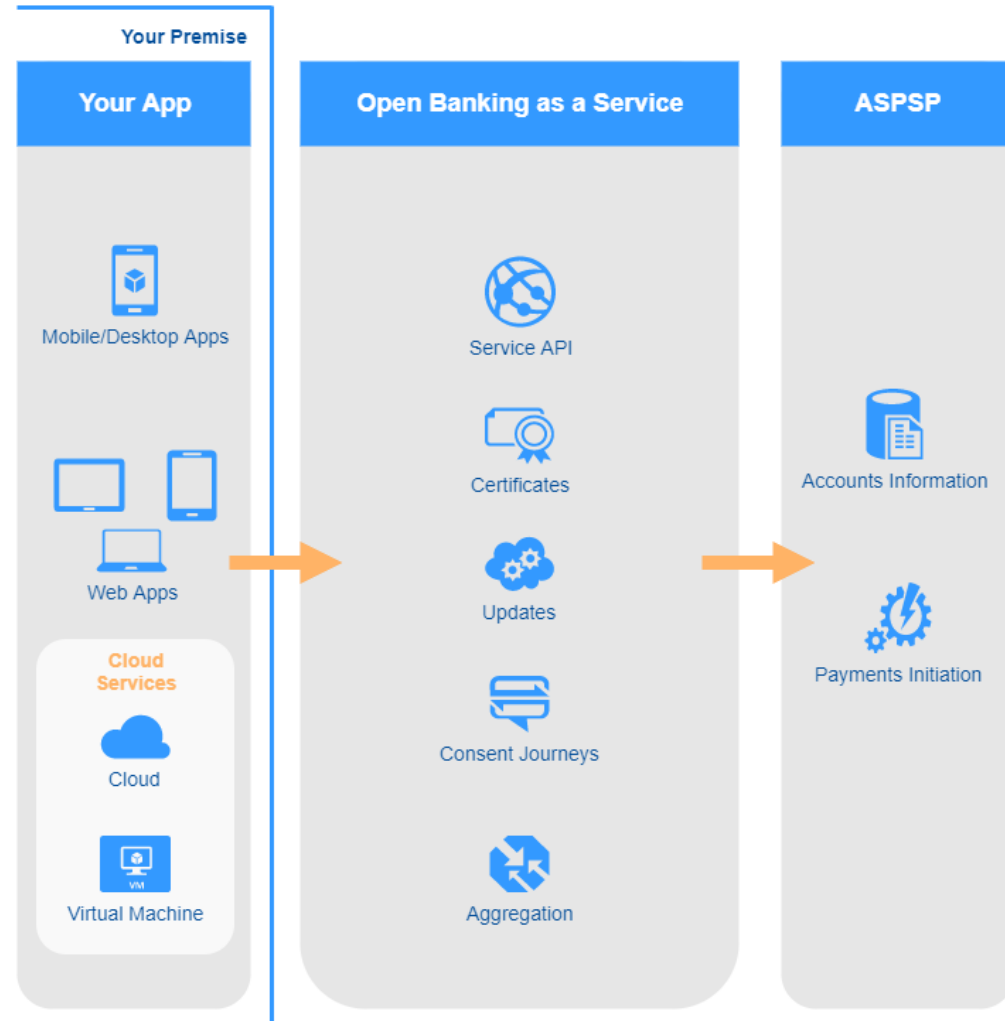 Your Premise
Your App
Open Banking as a Service
ASPSP
Mobile/Desktop Apps
Web Apps
Cloud
Services
Cloud
VM
Virtual Machine
Service API
Certificates
Updates
Consent Journeys
Aggregation
Accounts Information
Payments Initiation